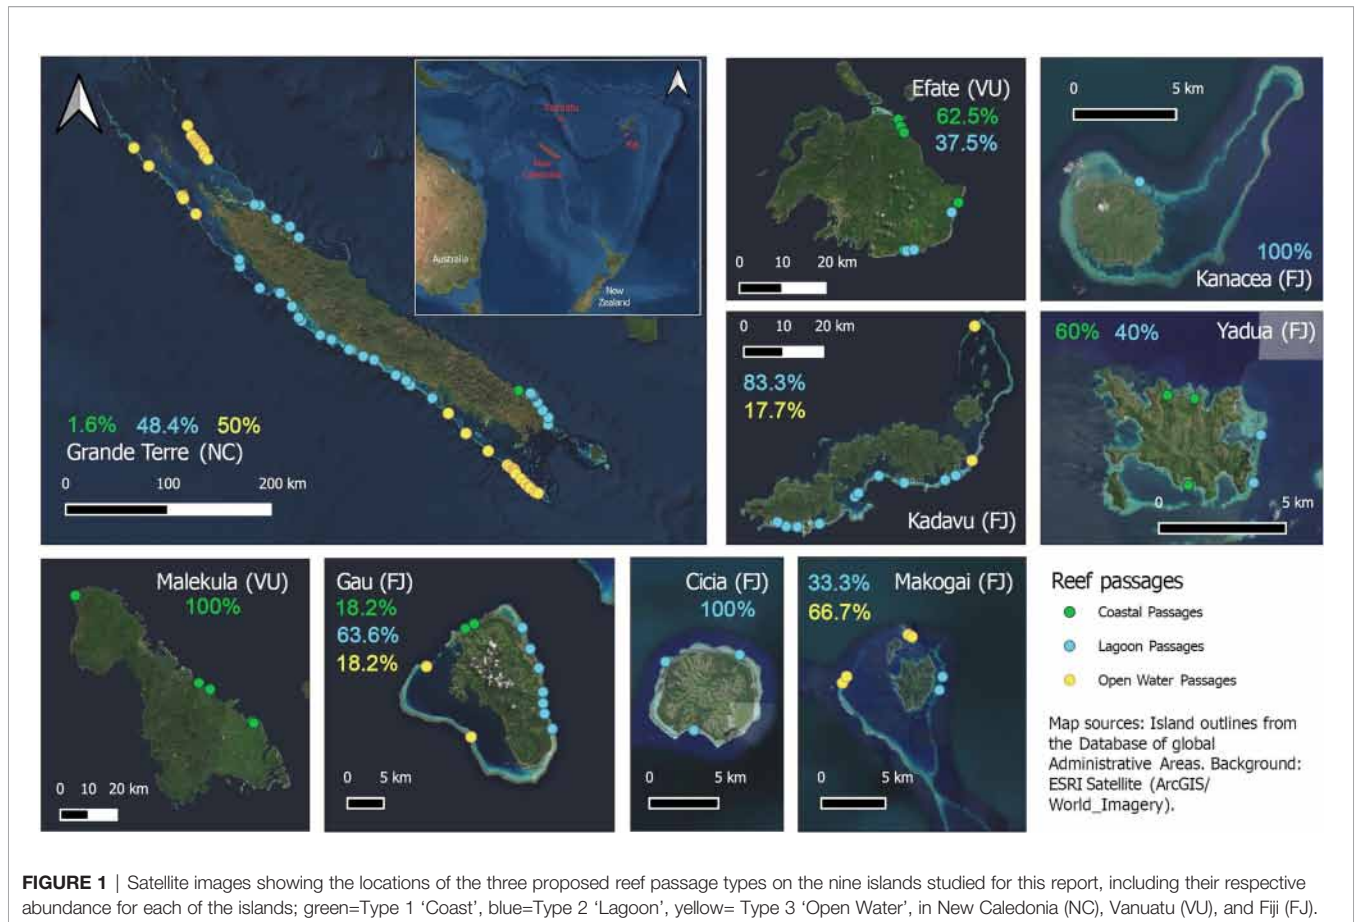 Australia
New
Zealand
New
Caledonia
Fiji
1.6% 48.4% 50%
Grande Terre (NC)
0 100 200 km
Efate (VU)
62.5%
37.5%
0 10 20 km
0 5 km
100%
Kanacea (FJ)
0 10 20 km
83.3%
17.7%
Kadavu (FJ)
60% 40% Yadua (FJ)
0 5 km
Malekula (VU)
100%
0 10 20 km
Gau (FJ)
18.2%
63.6%
18.2%
0 5 km
Cicia (FJ)
100%
0 5 km
33.3% Makogai (FJ)
66.7%
0 5 km
Reef passages
Coastal Passages
Lagoon Passages
Open Water Passages
Map sources: Island outlines from
the Database of global
Administrative Areas. Background:
ESRI Satellite (ArcGIS/
World_Imagery).
FIGURE 1 | Satellite images showing the locations of the three proposed reef passage types on the nine islands studied for this report, including their respective
abundance for each of the islands; green=Type 1 ‘Coast’, blue=Type 2 ‘Lagoon’, yellow= Type 3 ‘Open Water’, in New Caledonia (NC), Vanuatu (VU), and Fiji (FJ).